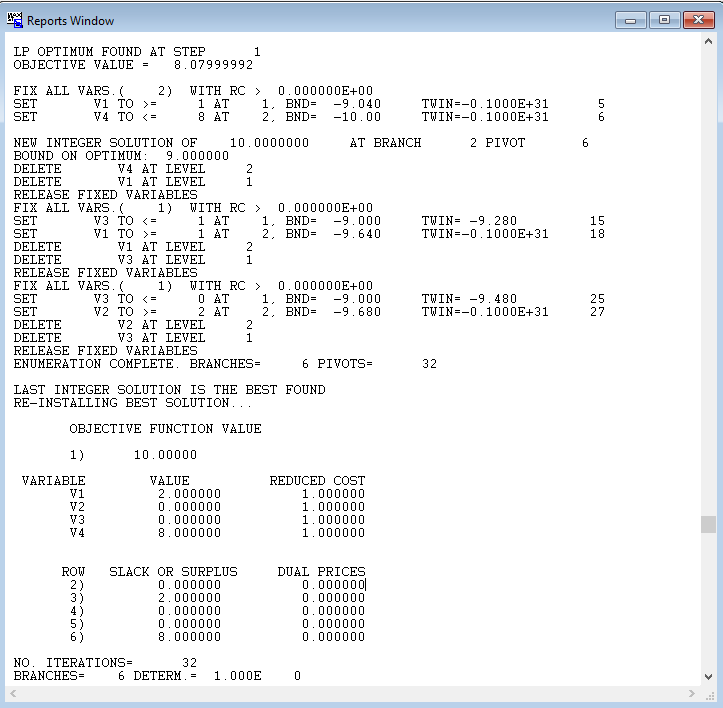 Reports Window
LP OPTIMUM FOUND AT STEP      1
OBJECTIVE VALUE =   8.07999992
FIX ALL VARS.(    2)  WITH RC >  0.000000E+00
SET       V1 TO >=     1 AT    1, BND=  -9.040     TWIN=-0.1000E+31      5
SET       V4 TO <=     8 AT    2, BND=  -10.00     TWIN=-0.1000E+31      6
NEW INTEGER SOLUTION OF    10.0000000     AT BRANCH      2 PIVOT       6
BOUND ON OPTIMUM:  9.000000
DELETE       V4 AT LEVEL     2
DELETE       V1 AT LEVEL     1
RELEASE FIXED VARIABLES
FIX ALL VARS.(    1)  WITH RC >  0.000000E+00
SET       V3 TO <=     1 AT    1, BND=  -9.000     TWIN= -9.280         15
SET       V1 TO >=     1 AT    2, BND=  -9.640     TWIN=-0.1000E+31     18
DELETE       V1 AT LEVEL     2
DELETE       V3 AT LEVEL     1
RELEASE FIXED VARIABLES
FIX ALL VARS.(    1)  WITH RC >  0.000000E+00
SET       V3 TO <=     0 AT    1, BND=  -9.000     TWIN= -9.480         25
SET       V2 TO >=     2 AT    2, BND=  -9.680     TWIN=-0.1000E+31     27
DELETE       V2 AT LEVEL     2
DELETE       V3 AT LEVEL     1
RELEASE FIXED VARIABLES
ENUMERATION COMPLETE. BRANCHES=     6 PIVOTS=      32
LAST INTEGER SOLUTION IS THE BEST FOUND
RE-INSTALLING BEST SOLUTION...
OBJECTIVE FUNCTION VALUE
1)      10.00000
VARIABLE        VALUE          REDUCED COST
V1         2.000000          1.000000
V2         0.000000          1.000000
V3         0.000000          1.000000
V4         8.000000          1.000000
ROW   SLACK OR SURPLUS     DUAL PRICES
2)         0.000000          0.000000
3)         2.000000          0.000000
4)         0.000000          0.000000
5)         0.000000          0.000000
6)         8.000000          0.000000
NO. ITERATIONS=      32
BRANCHES=    6 DETERM.=  1.000E    0